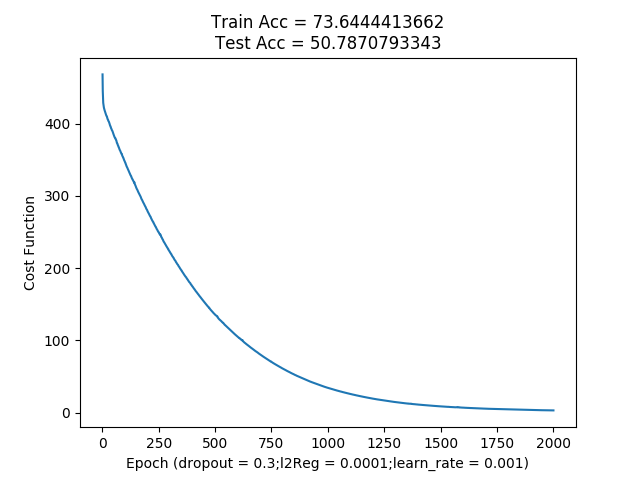 Train Acc = 73.6444413662
Test Acc = 50.7870793343
400
300
200
100
0
Cost Function
0 250 500 750 1000 1250 1500 1750 2000
Epoch (dropout = 0.3;l2Reg = 0.0001;learn_rate = 0.001)